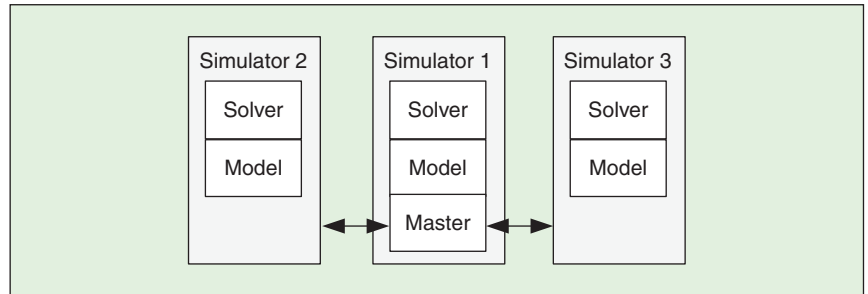 Simulator 2
Solver
Model
Simulator 1
Solver
Model
Master
Simulator 3
Solver
Model